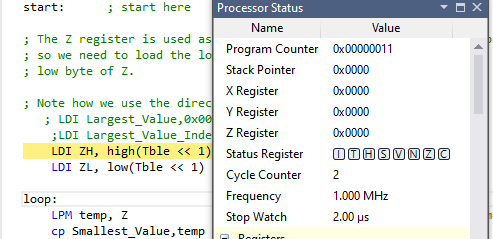 start:        ; start here
; The Z register is used as
so we need to load the lo
; low byte of Z.
; Note how we use the direc
; LDI Largest_Value,0x00
;LDI Largest_Value_Inde
LDI ZH, high(Tble << 1)
LDI ZL, low(Tble << 1)
loop:
LPM temp, Z
cp Smallest_Value,temp
Processor Status
Name Value
Program Counter 0x00000011
Stack Pointer 0x0000
X Register 0x0000
Y Register 0x0000
Z Register 0x0000
Status Register I T H S V N Z C
Cycle Counter 2
Frequency 1.000 MHz
Stop Watch 2.00 µs
Registers